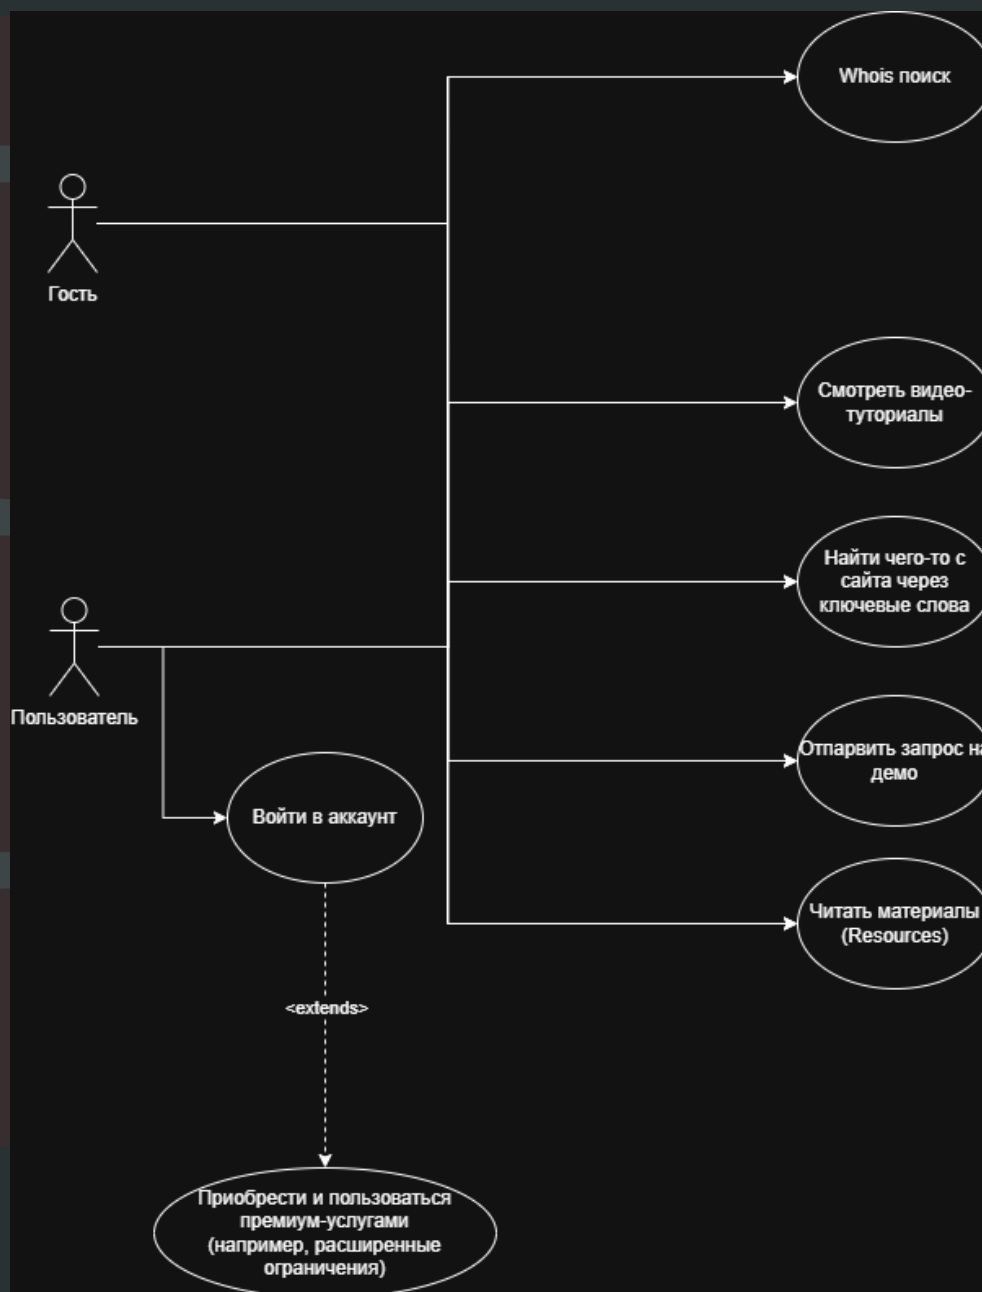 Whois поиск
Гость
Смотреть видео-
туториалы
Найти чего-то с
сайта через
ключевые слова
Пользователь
Отпарвить запрос на
демо
Войти в аккаунт
Читать материалы
(Resources)
<extends>
Приобрести и пользоваться
премиум-услугами
(например, расширенные
ограничения)